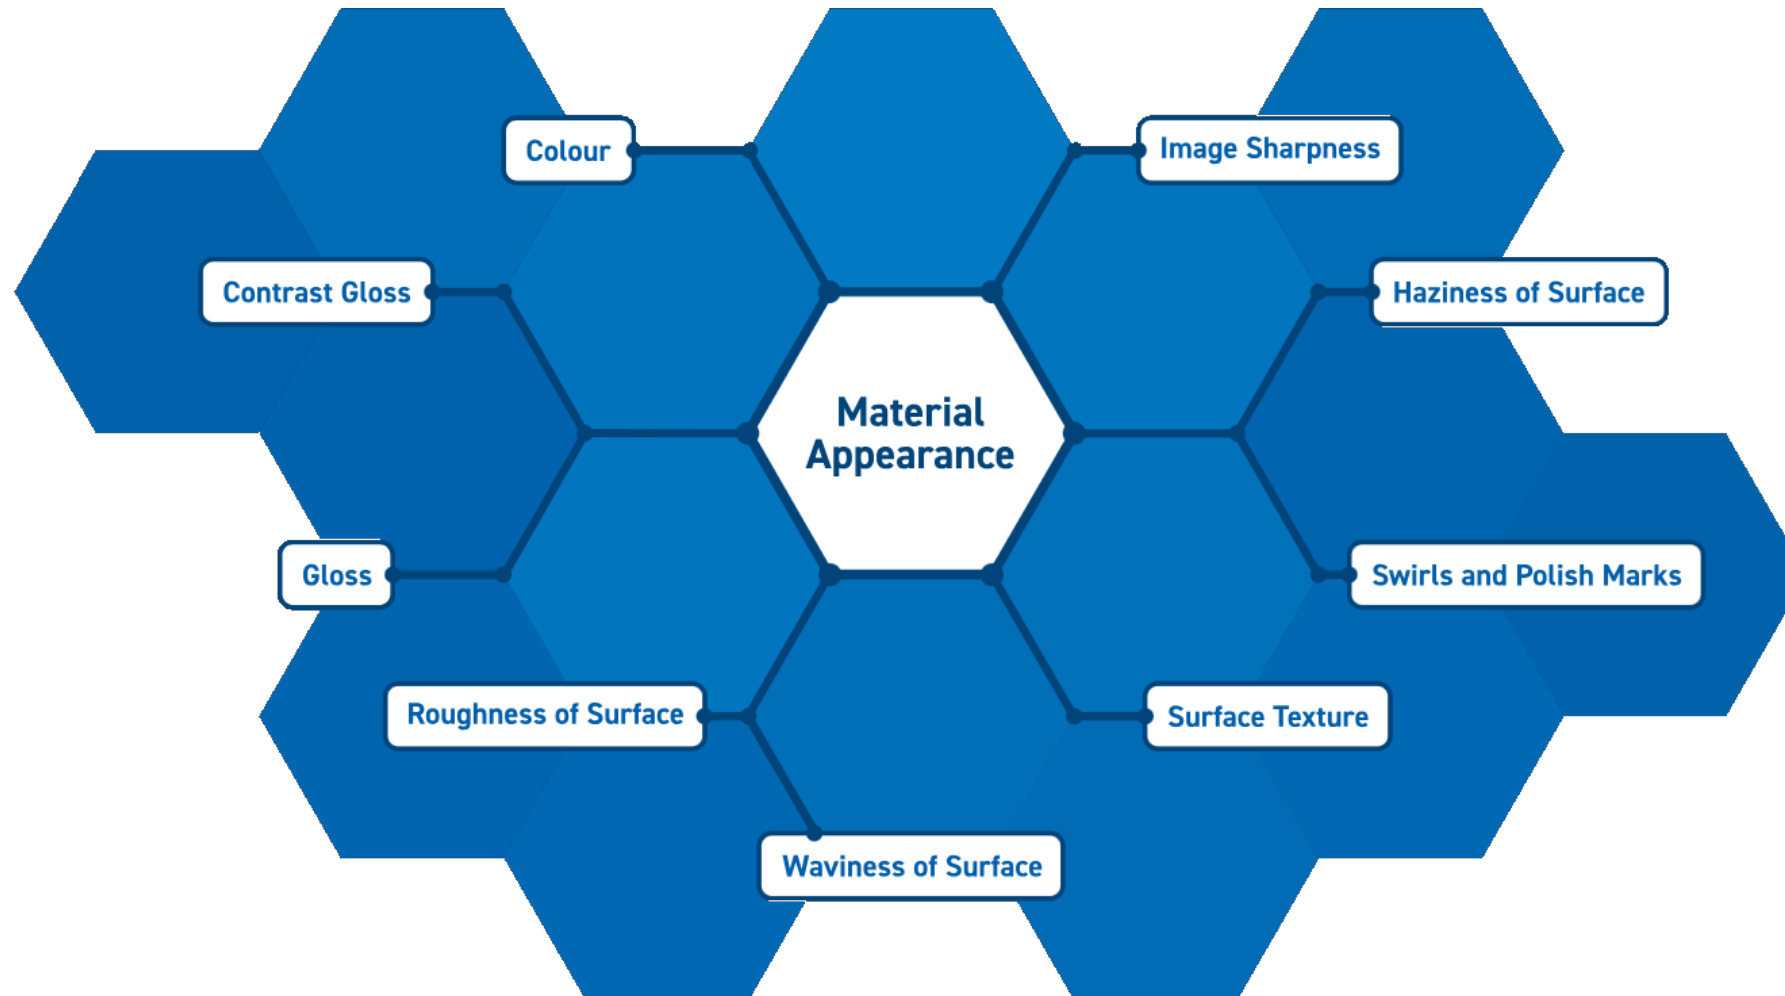 Colour
Image Sharpness
Contrast Gloss
Haziness of Surface
Material
Appearance
Gloss
Swirls and Polish Marks
Roughness of Surface
Surface Texture
Waviness of Surface